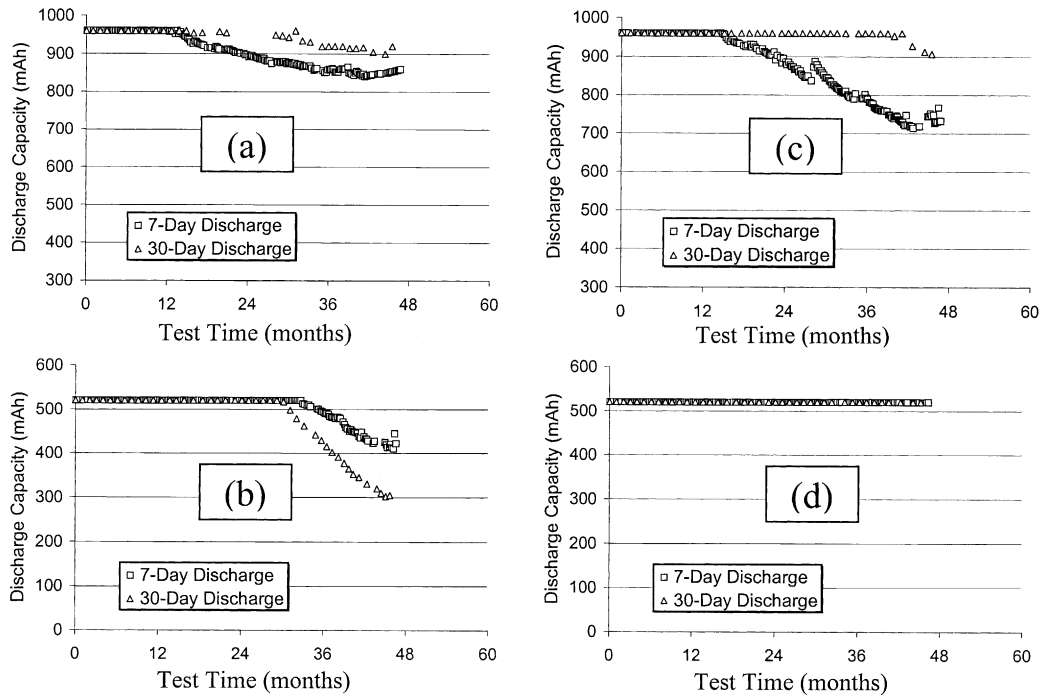 1000
900
800
700
600
500
400
300
Discharge Capacity (mAh)
(a)
□ 7-Day Discharge
△ 30-Day Discharge
0 12 24 36 48 60
Test Time (months)
1000
900
800
700
600
500
400
300
Discharge Capacity (mAh)
(c)
□ 7-Day Discharge
△ 30-Day Discharge
0 12 24 36 48 60
Test Time (months)
600
500
400
300
200
100
0
Discharge Capacity (mAh)
(b)
□ 7-Day Discharge
△ 30-Day Discharge
0 12 24 36 48 60
Test Time (months)
600
500
400
300
200
100
0
Discharge Capacity (mAh)
(d)
□ 7-Day Discharge
△ 30-Day Discharge
0 12 24 36 48 60
Test Time (months)